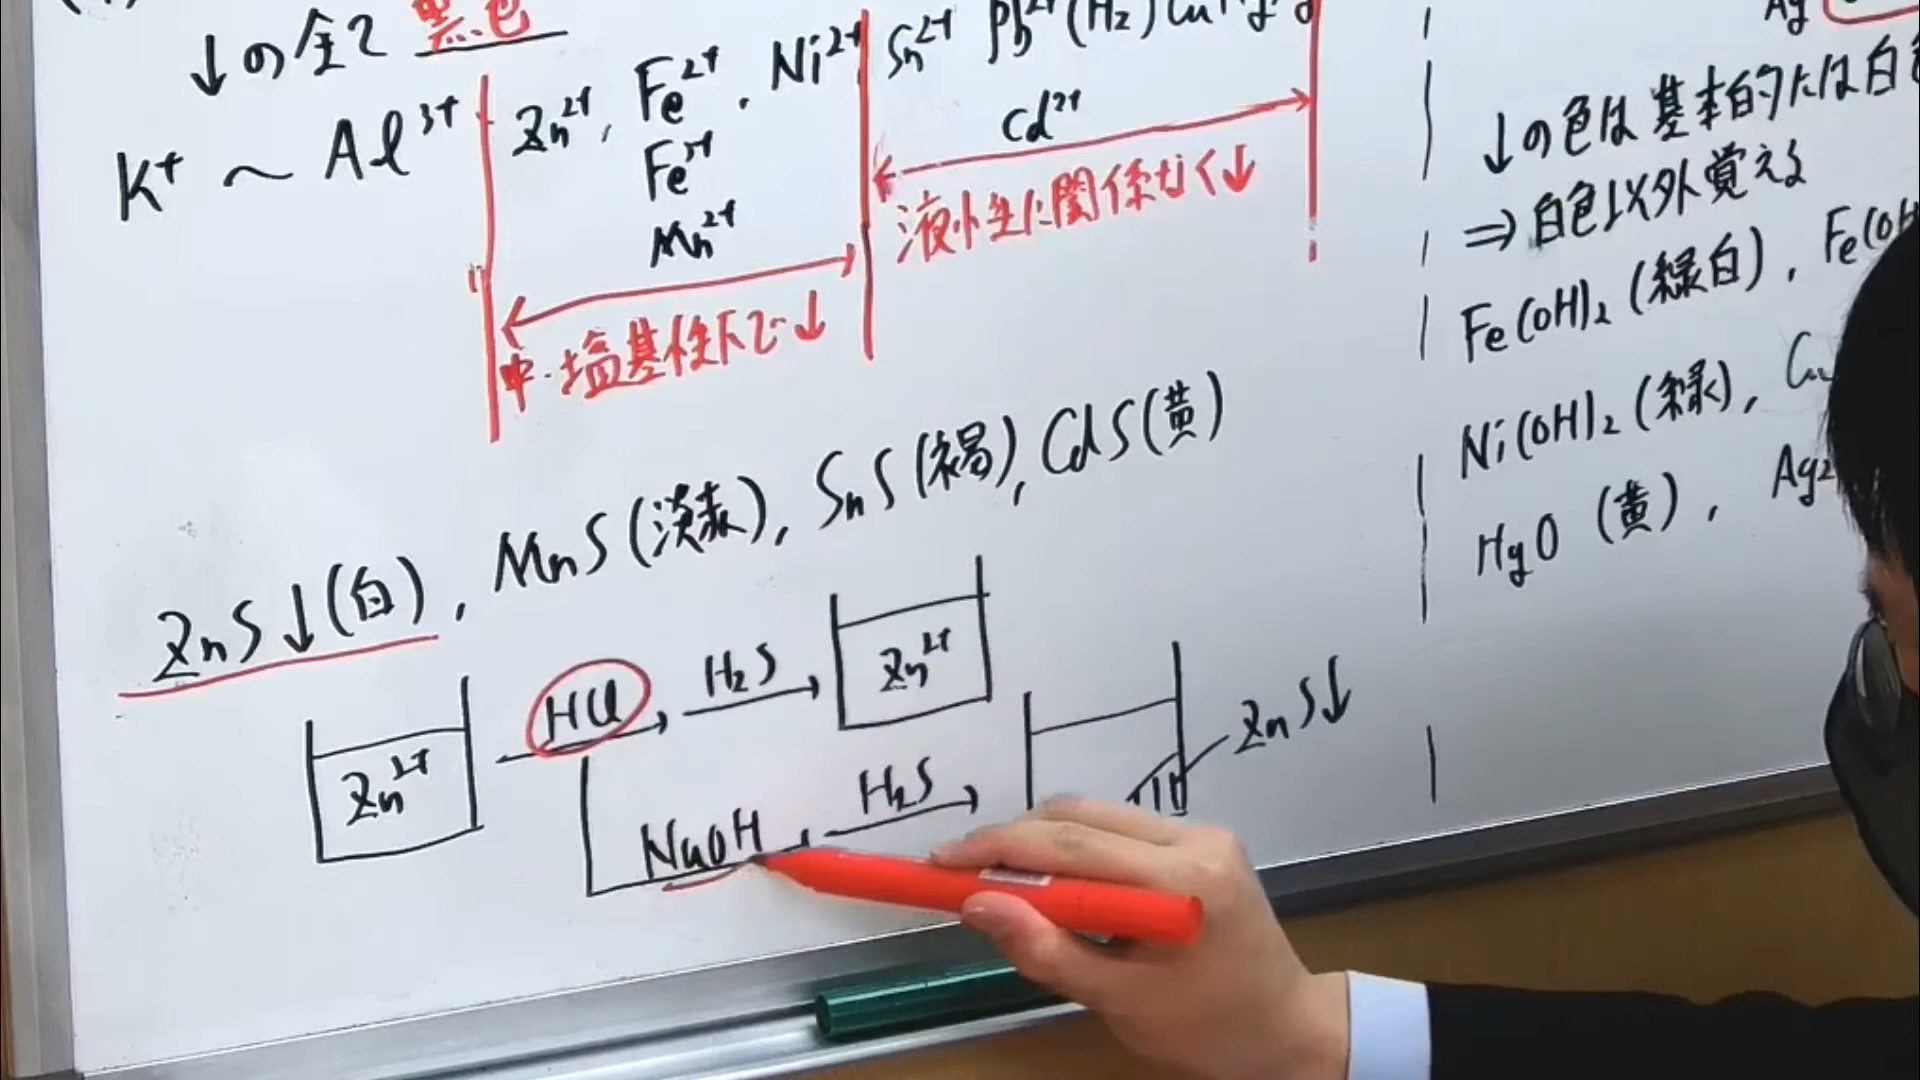 ↓の全て 黒色
K⁺ ～ Al³⁺ Zn²⁺, Fe²⁺, Ni²⁺ Sn²⁺ Pb²⁺ (H₂)
Fe³⁺ Cd²⁺
Mn²⁺
液性に関係なく↓
中・塩基性下で↓
ZnS↓(白), MnS(淡赤), SnS(褐), CdS(黄)
Zn²⁺ HCl H₂S Zn²⁺
NaOH H₂S ZnS↓
Ag
↓の色は基本的には白
⇒白色以外覚える
Fe(OH)₂ (緑白), Fe(OH
Ni(OH)₂ (緑), Cu
HgO (黄), Ag₂